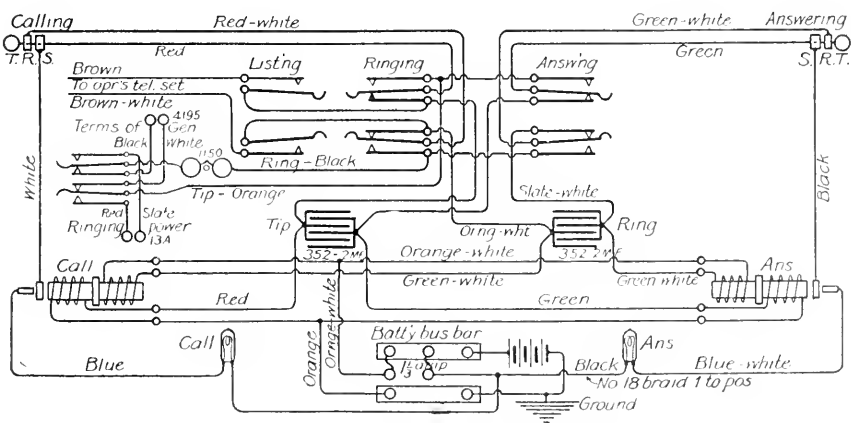 Calling
Red-white
Green-white
Answering
T. R. S.
Red
Green
S. R. T.
Brown
List'ng
Ringing
Answ'ng
To opr's tel. set
Brown-white
Terms of Gen
4195
Black
White
1150
Ring-Black
White
Tip-Orange
Slate-white
Black
Red
Slate
Ringing power
13A
Tip
Orng-wht
Ring
352-2MF
352-2MF
Call
Orange-white
Ans
Green-white
Green white
Red
Orange-white
Green
Call
Orange
Batt'y bus bar
Ans
Blue
Black
Blue-white
No 18 braid 1 to pos
Ground